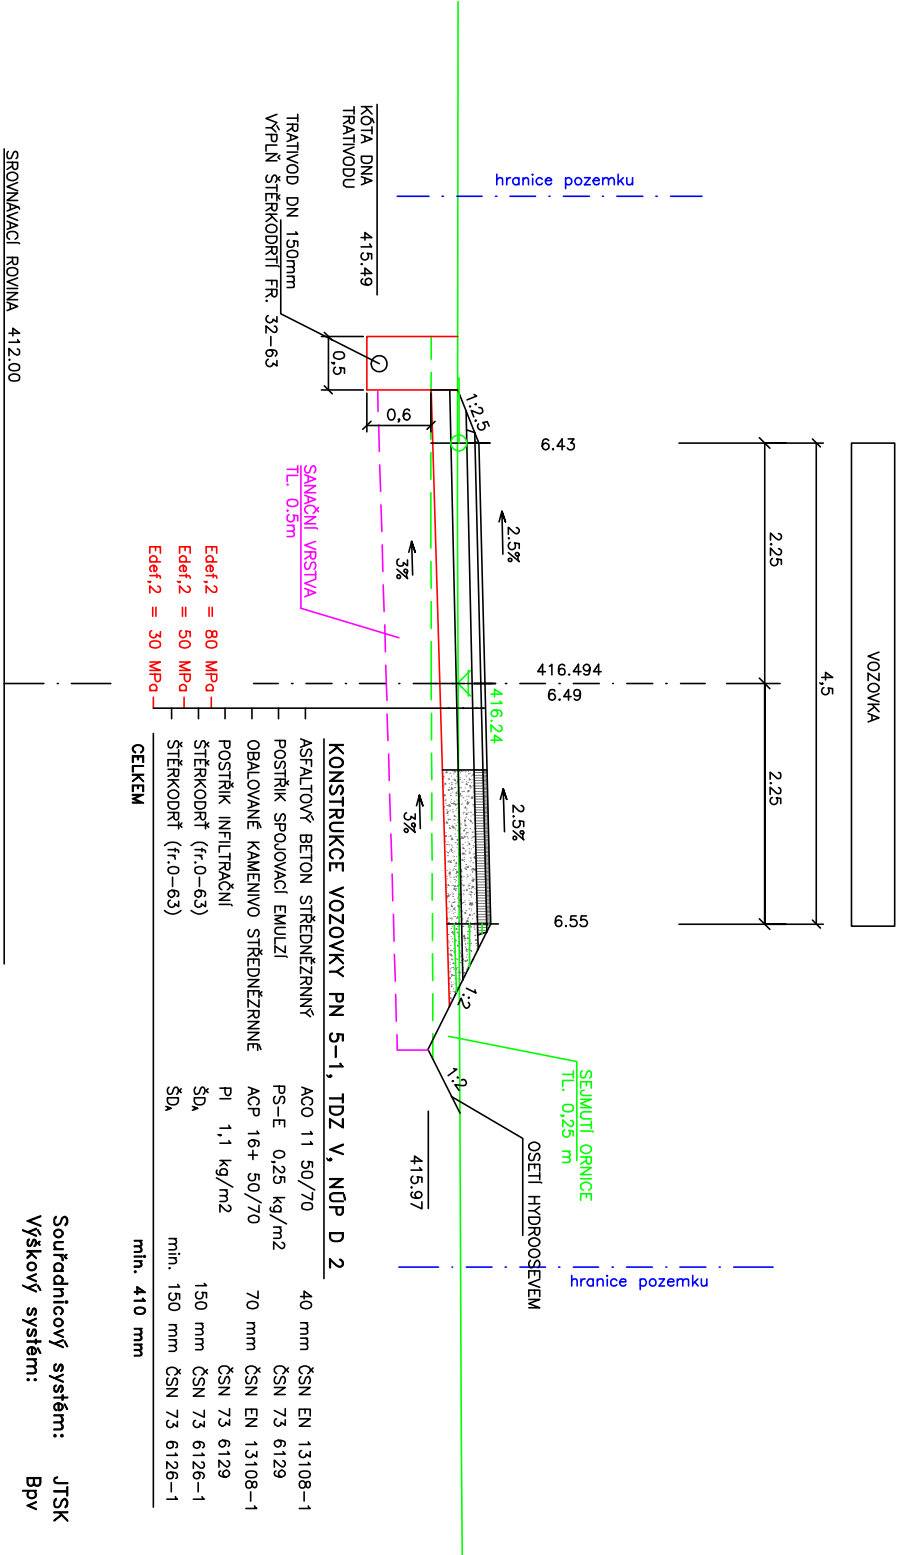 VOZOVKA
4,5
2.25
2.25
hranice pozemku
hranice pozemku
6.43
416.494
6.49
6.55
2.5%
2.5%
416.24
1:2.5
1:2
1:2
3%
3%
SEJMUTÍ ORNICE
TL. 0,25 m
OSETÍ HYDROOSEVEM
415.97
KÓTA DNA
TRATIVODU
415.49
0,6
0,5
TRATIVOD DN 150mm
VÝPLŇ ŠTĚRKODRTÍ FR. 32-63
SANAČNÍ VRSTVA
TL. 0.5m
KONSTRUKCE VOZOVKY PN 5-1, TDZ V, NÚP D 2
ASFALTOVÝ BETON STŘEDNĚZRNNÝ ACO 11 50/70 40 mm ČSN EN 13108-1
POSTŘIK SPOJOVACÍ EMULZÍ PS-E 0,25 kg/m2 ČSN 73 6129
OBALOVANÉ KAMENIVO STŘEDNĚZRNNÉ ACP 16+ 50/70 70 mm ČSN EN 13108-1
POSTŘIK INFILTRAČNÍ PI 1,1 kg/m2 ČSN 73 6129
ŠTĚRKODRŤ (fr.0-63) ŠDA 150 mm ČSN 73 6126-1
ŠTĚRKODRŤ (fr.0-63) ŠDA min. 150 mm ČSN 73 6126-1
CELKEM min. 410 mm
Edef,2 = 80 MPa
Edef,2 = 50 MPa
Edef,2 = 30 MPa
SROVNÁVACÍ ROVINA 412.00
Souřadnicový systém: JTSK
Výškový systém: Bpv